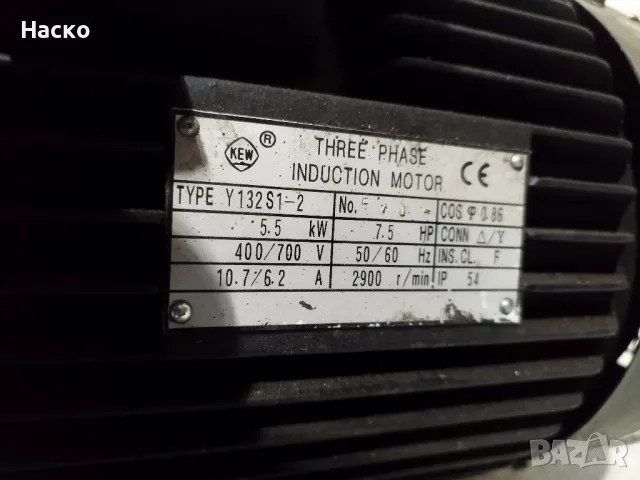 Наско
KEW ®
THREE PHASE
INDUCTION MOTOR
CE
TYPE Y132S1-2 No. COS φ 0.86
5.5 kW 7.5 HP CONN △/Y
400/700 V 50/60 Hz INS.CL. F
10.7/6.2 A 2900 r/min IP 54
BAZAR